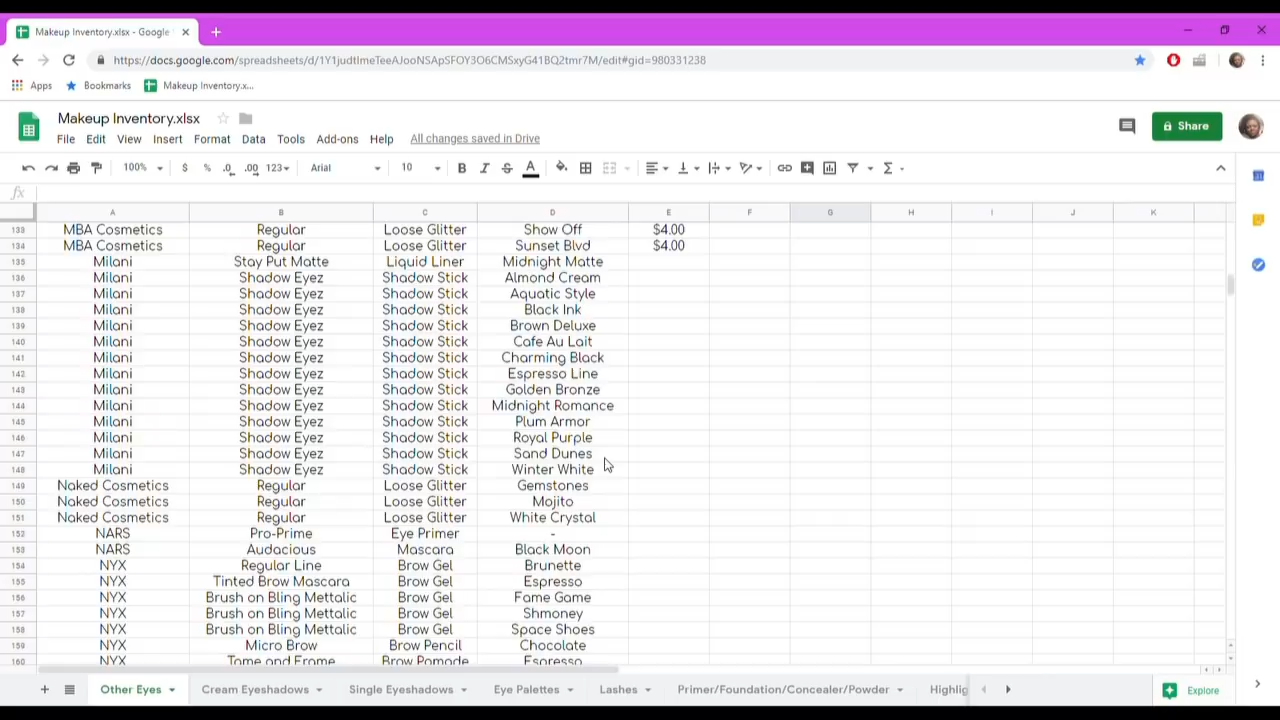 Makeup Inventory.xlsx - Google
https://docs.google.com/spreadsheets/d/1Y1judtlmeTeeAJooNSApSFOY3O6CMSxyG41BQ2tmr7M/edit#gid=980331238
Apps Bookmarks Makeup Inventory.x...
Makeup Inventory.xlsx
File Edit View Insert Format Data Tools Add-ons Help All changes saved in Drive
Share
100% $ % .0 .00 123 Arial 10 B I S A Σ
fx
A B C D E F G H I J K
133 MBA Cosmetics Regular Loose Glitter Show Off $4.00
134 MBA Cosmetics Regular Loose Glitter Sunset Blvd $4.00
135 Milani Stay Put Matte Liquid Liner Midnight Matte
136 Milani Shadow Eyez Shadow Stick Almond Cream
137 Milani Shadow Eyez Shadow Stick Aquatic Style
138 Milani Shadow Eyez Shadow Stick Black Ink
139 Milani Shadow Eyez Shadow Stick Brown Deluxe
140 Milani Shadow Eyez Shadow Stick Cafe Au Lait
141 Milani Shadow Eyez Shadow Stick Charming Black
142 Milani Shadow Eyez Shadow Stick Espresso Line
143 Milani Shadow Eyez Shadow Stick Golden Bronze
144 Milani Shadow Eyez Shadow Stick Midnight Romance
145 Milani Shadow Eyez Shadow Stick Plum Armor
146 Milani Shadow Eyez Shadow Stick Royal Purple
147 Milani Shadow Eyez Shadow Stick Sand Dunes
148 Milani Shadow Eyez Shadow Stick Winter White
149 Naked Cosmetics Regular Loose Glitter Gemstones
150 Naked Cosmetics Regular Loose Glitter Mojito
151 Naked Cosmetics Regular Loose Glitter White Crystal
152 NARS Pro-Prime Eye Primer -
153 NARS Audacious Mascara Black Moon
154 NYX Regular Line Brow Gel Brunette
155 NYX Tinted Brow Mascara Brow Gel Espresso
156 NYX Brush on Bling Mettalic Brow Gel Fame Game
157 NYX Brush on Bling Mettalic Brow Gel Shmoney
158 NYX Brush on Bling Mettalic Brow Gel Space Shoes
159 NYX Micro Brow Brow Pencil Chocolate
160 NYX Tame and Frame Brow Pomade Espresso
Other Eyes Cream Eyeshadows Single Eyeshadows Eye Palettes Lashes Primer/Foundation/Concealer/Powder Highlig
Explore